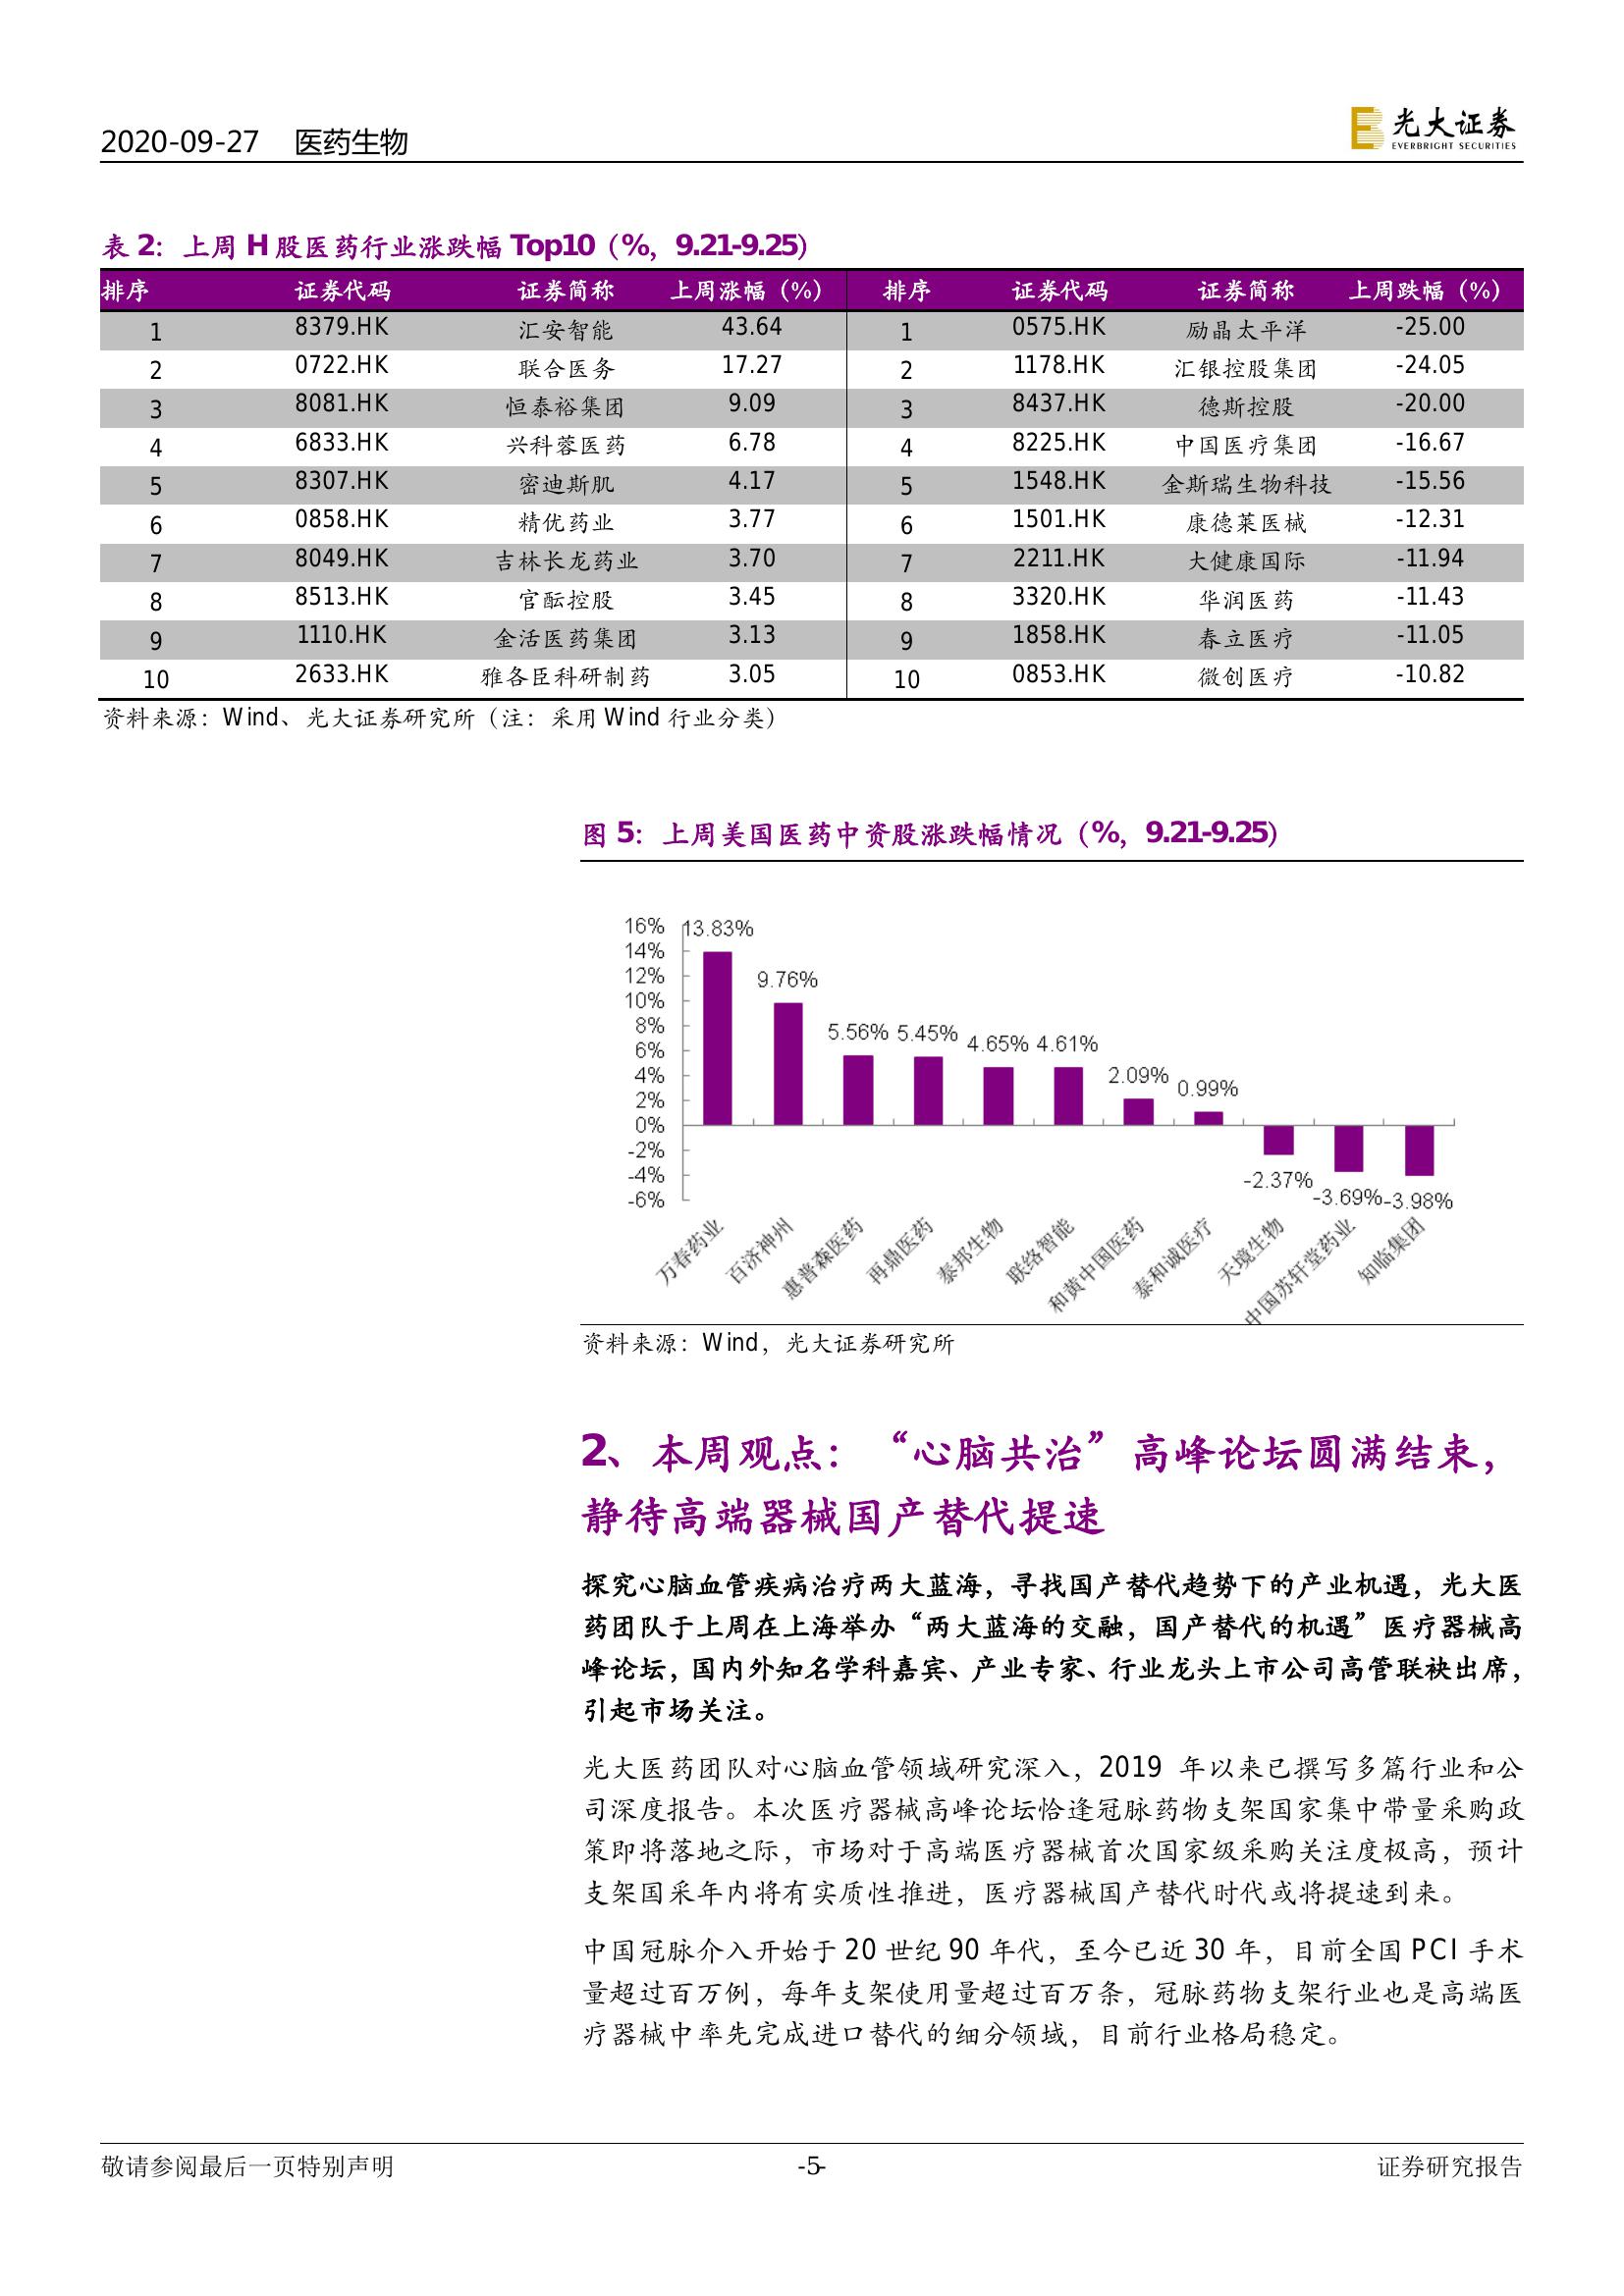 2020-09-27 医药生物
光大证券
EVERBRIGHT SECURITIES
表 2：上周 H 股医药行业涨跌幅 Top10（%，9.21-9.25）
排序 证券代码 证券简称 上周涨幅（%） 排序 证券代码 证券简称 上周跌幅（%）
1 8379.HK 汇安智能 43.64 1 0575.HK 励晶太平洋 -25.00
2 0722.HK 联合医务 17.27 2 1178.HK 汇银控股集团 -24.05
3 8081.HK 恒泰裕集团 9.09 3 8437.HK 德斯控股 -20.00
4 6833.HK 兴科蓉医药 6.78 4 8225.HK 中国医疗集团 -16.67
5 8307.HK 密迪斯肌 4.17 5 1548.HK 金斯瑞生物科技 -15.56
6 0858.HK 精优药业 3.77 6 1501.HK 康德莱医械 -12.31
7 8049.HK 吉林长龙药业 3.70 7 2211.HK 大健康国际 -11.94
8 8513.HK 官酝控股 3.45 8 3320.HK 华润医药 -11.43
9 1110.HK 金活医药集团 3.13 9 1858.HK 春立医疗 -11.05
10 2633.HK 雅各臣科研制药 3.05 10 0853.HK 微创医疗 -10.82
资料来源：Wind、光大证券研究所（注：采用 Wind 行业分类）
图 5：上周美国医药中资股涨跌幅情况（%，9.21-9.25）
16%
14%
12%
10%
8%
6%
4%
2%
0%
-2%
-4%
-6%
13.83%
9.76%
5.56% 5.45%
4.65% 4.61%
2.09%
0.99%
-2.37%
-3.69%
-3.98%
万春药业
百济神州
惠普森医药
再鼎医药
泰邦生物
联络智能
和黄中国医药
泰和诚医疗
天境生物
中国苏轩堂药业
知临集团
资料来源：Wind，光大证券研究所
2、本周观点：“心脑共治”高峰论坛圆满结束，
静待高端器械国产替代提速
探究心脑血管疾病治疗两大蓝海，寻找国产替代趋势下的产业机遇，光大医
药团队于上周在上海举办“两大蓝海的交融，国产替代的机遇”医疗器械高
峰论坛，国内外知名学科嘉宾、产业专家、行业龙头上市公司高管联袂出席，
引起市场关注。
光大医药团队对心脑血管领域研究深入，2019 年以来已撰写多篇行业和公
司深度报告。本次医疗器械高峰论坛恰逢冠脉药物支架国家集中带量采购政
策即将落地之际，市场对于高端医疗器械首次国家级采购关注度极高，预计
支架国采年内将有实质性推进，医疗器械国产替代时代或将提速到来。
中国冠脉介入开始于 20 世纪 90 年代，至今已近 30 年，目前全国 PCI 手术
量超过百万例，每年支架使用量超过百万条，冠脉药物支架行业也是高端医
疗器械中率先完成进口替代的细分领域，目前行业格局稳定。
敬请参阅最后一页特别声明 -5- 证券研究报告